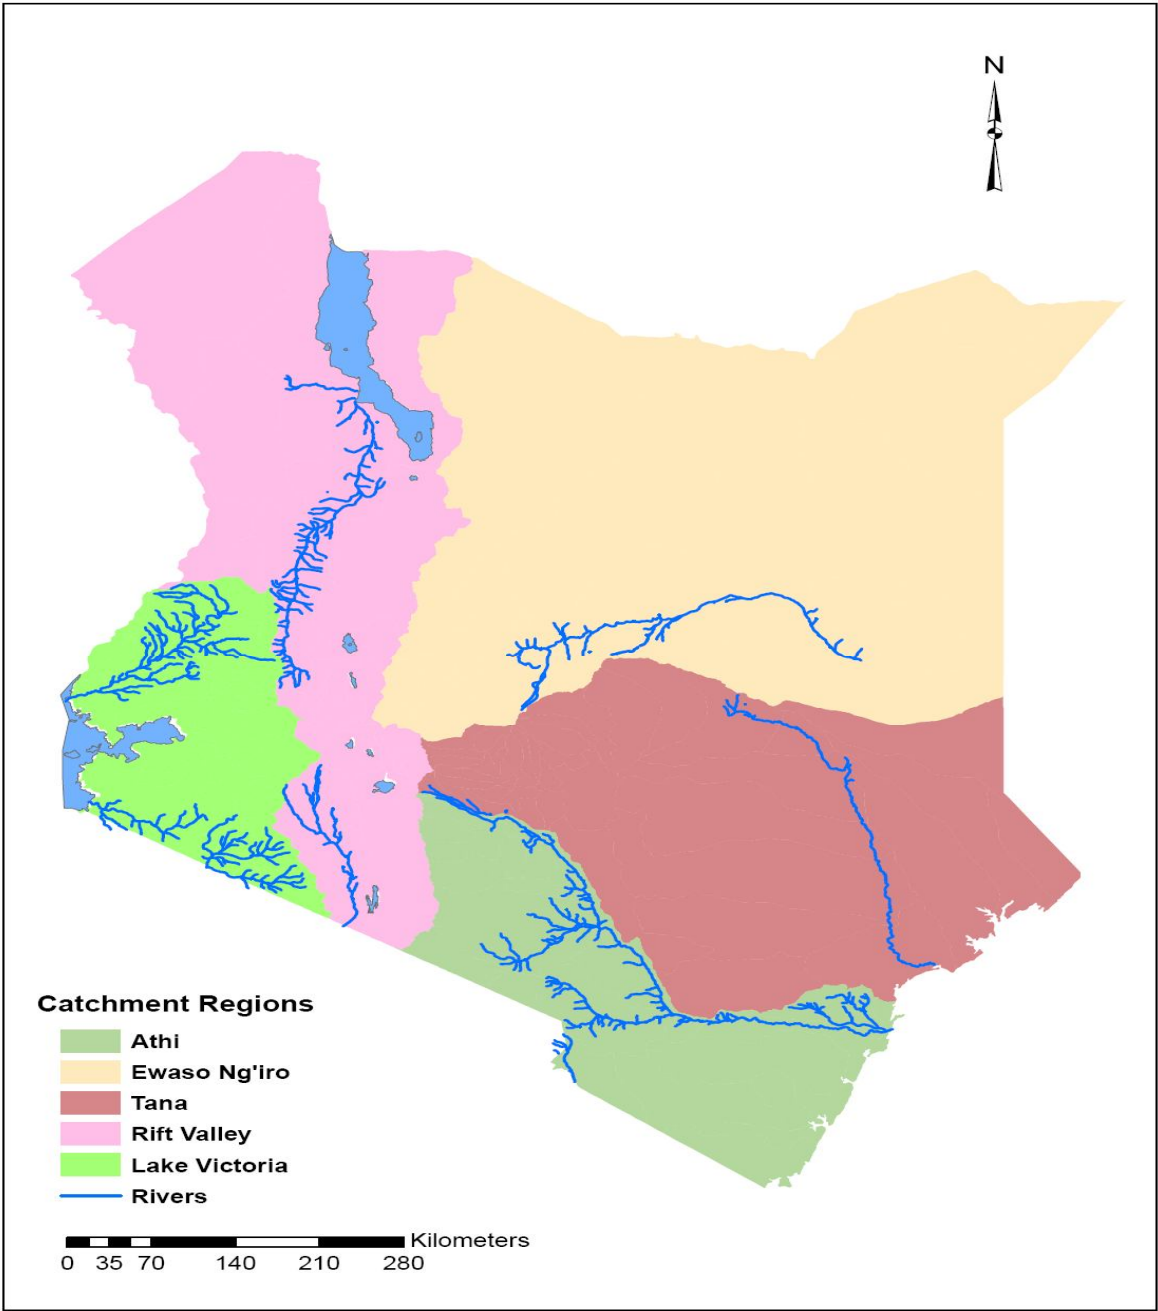 N
Catchment Regions
Athi
Ewaso Ng'iro
Tana
Rift Valley
Lake Victoria
Rivers
Kilometers
0 35 70 140 210 280